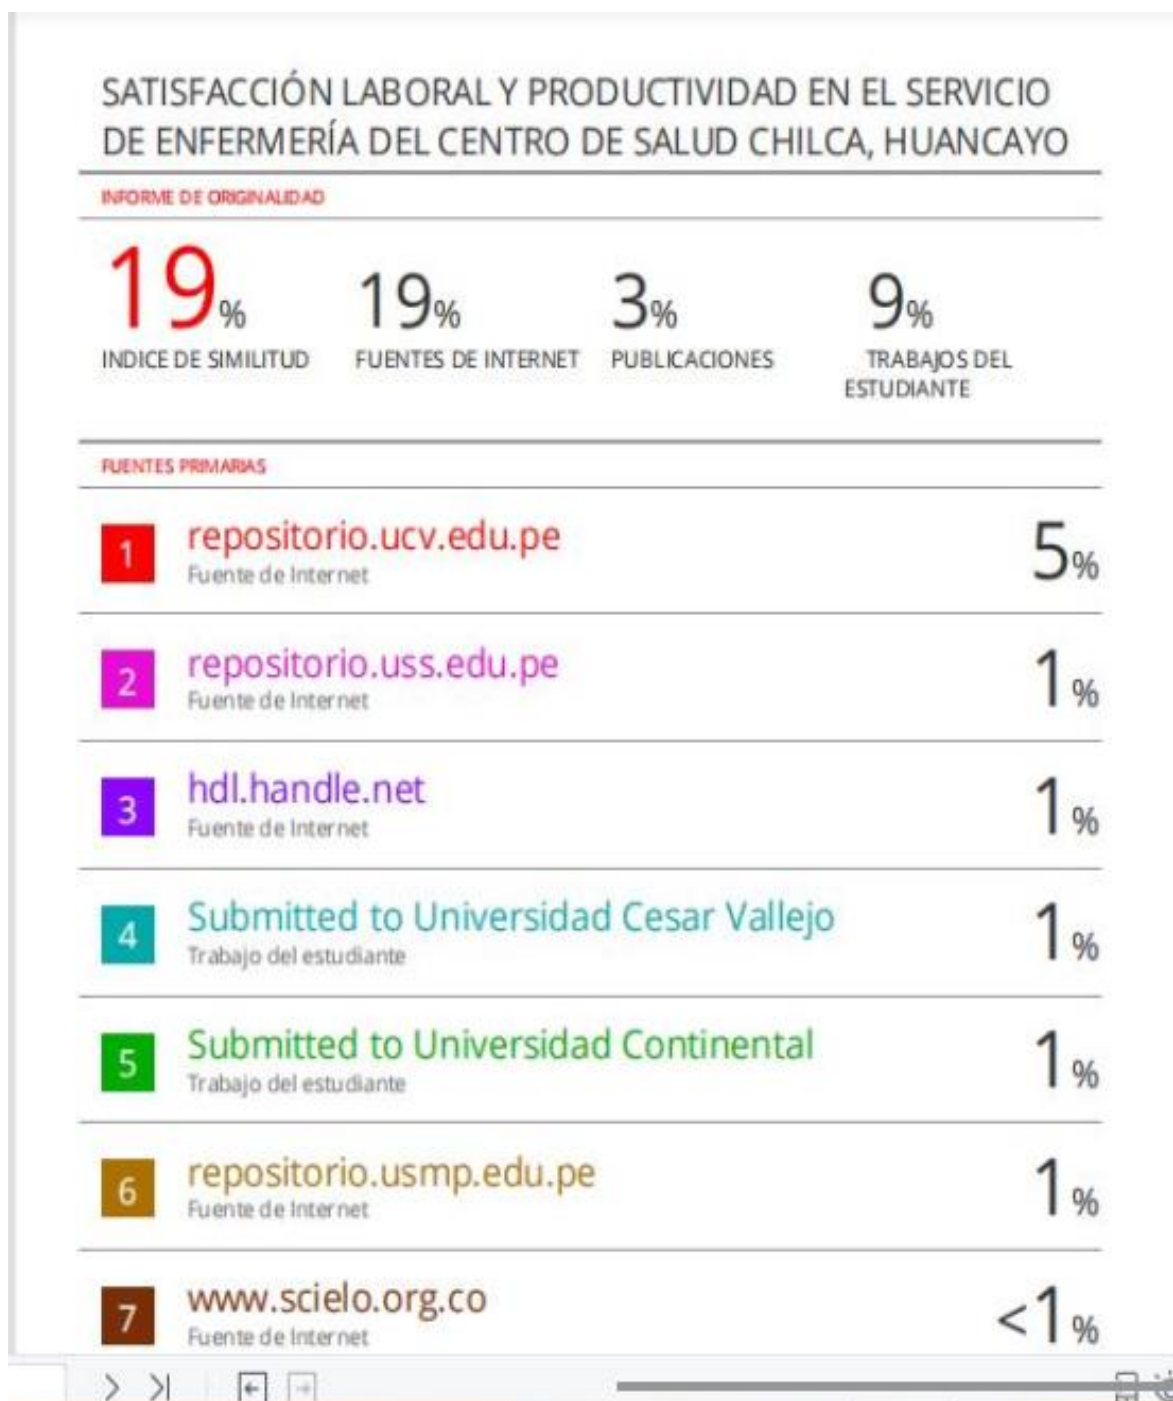 SATISFACCIÓN LABORAL Y PRODUCTIVIDAD EN EL SERVICIO
DE ENFERMERÍA DEL CENTRO DE SALUD CHILCA, HUANCAYO
INFORME DE ORIGINALIDAD
19% 19% 3% 9%
INDICE DE SIMILITUD FUENTES DE INTERNET PUBLICACIONES TRABAJOS DEL
ESTUDIANTE
FUENTES PRIMARIAS
1 repositorio.ucv.edu.pe 5%
Fuente de Internet
2 repositorio.uss.edu.pe 1%
Fuente de Internet
3 hdl.handle.net 1%
Fuente de Internet
4 Submitted to Universidad Cesar Vallejo 1%
Trabajo del estudiante
5 Submitted to Universidad Continental 1%
Trabajo del estudiante
6 repositorio.usmp.edu.pe 1%
Fuente de Internet
7 www.scielo.org.co <1%
Fuente de Internet